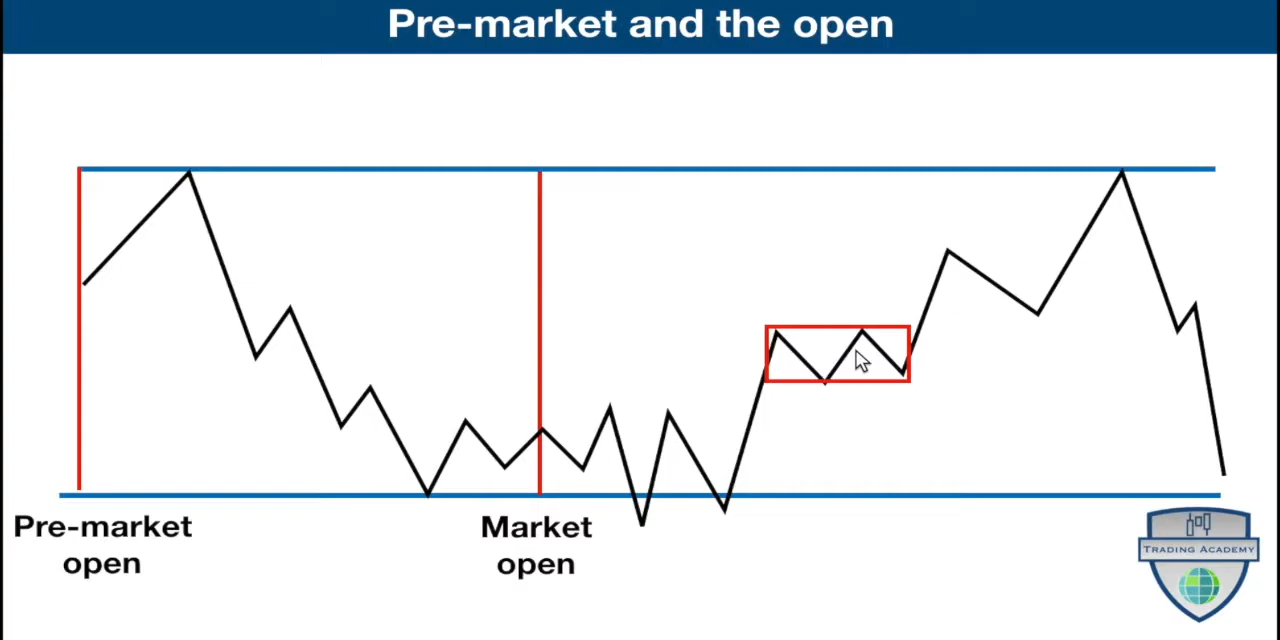 Pre-market and the open
Pre-market
open
Market
open
TRADING ACADEMY